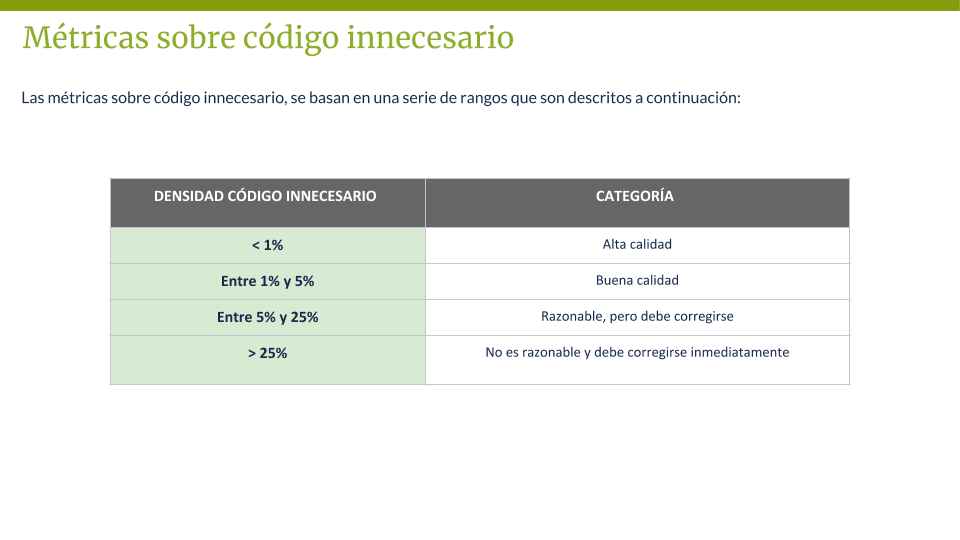 Métricas sobre código innecesario
Las métricas sobre código innecesario, se basan en una serie de rangos que son descritos a continuación:
DENSIDAD CÓDIGO INNECESARIO CATEGORÍA
< 1% Alta calidad
Entre 1% y 5% Buena calidad
Entre 5% y 25% Razonable, pero debe corregirse
> 25% No es razonable y debe corregirse inmediatamente